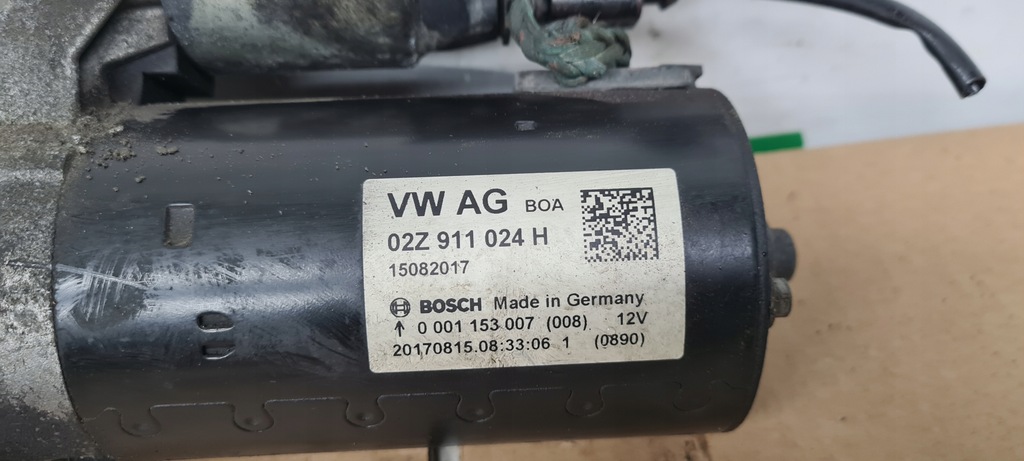 VW AG BOA
02Z 911 024 H
15082017
BOSCH Made in Germany
↑ 0 001 153 007 (008) 12V
20170815.08:33:06 1 (0890)